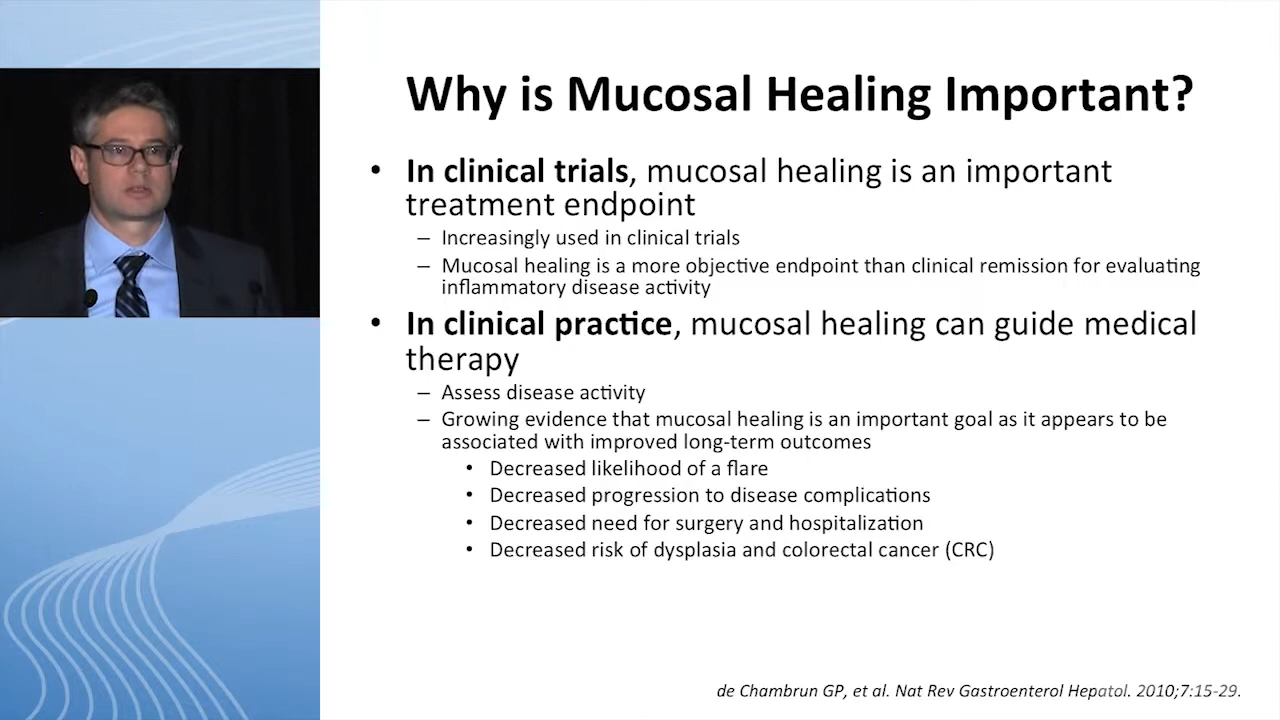 Why is Mucosal Healing Important?
• In clinical trials, mucosal healing is an important
treatment endpoint
– Increasingly used in clinical trials
– Mucosal healing is a more objective endpoint than clinical remission for evaluating
inflammatory disease activity
• In clinical practice, mucosal healing can guide medical
therapy
– Assess disease activity
– Growing evidence that mucosal healing is an important goal as it appears to be
associated with improved long-term outcomes
• Decreased likelihood of a flare
• Decreased progression to disease complications
• Decreased need for surgery and hospitalization
• Decreased risk of dysplasia and colorectal cancer (CRC)
de Chambrun GP, et al. Nat Rev Gastroenterol Hepatol. 2010;7:15-29.